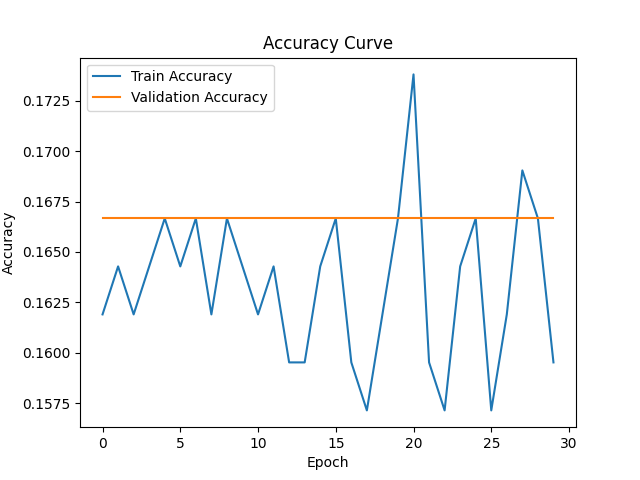 Accuracy Curve
Train Accuracy
Validation Accuracy
0.1725
0.1700
0.1675
0.1650
0.1625
0.1600
0.1575
Accuracy
0 5 10 15 20 25 30
Epoch